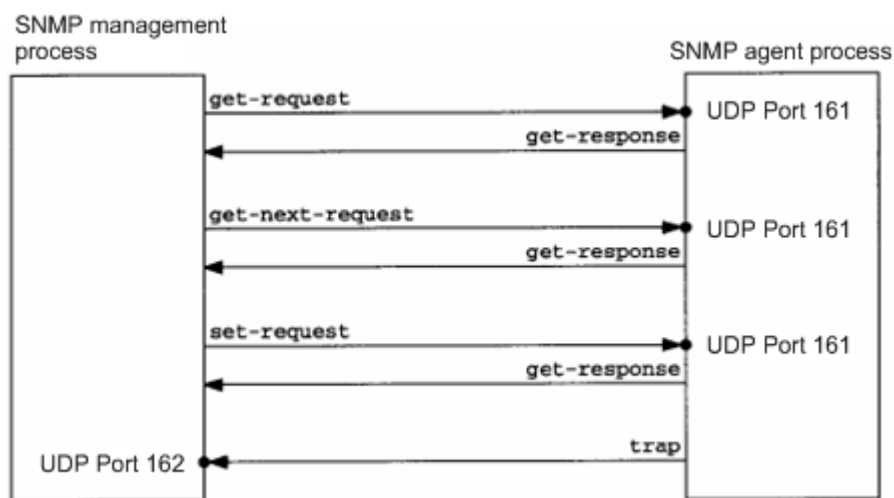 SNMP management
process
SNMP agent process
get-request
UDP Port 161
get-response
get-next-request
UDP Port 161
get-response
set-request
UDP Port 161
get-response
trap
UDP Port 162